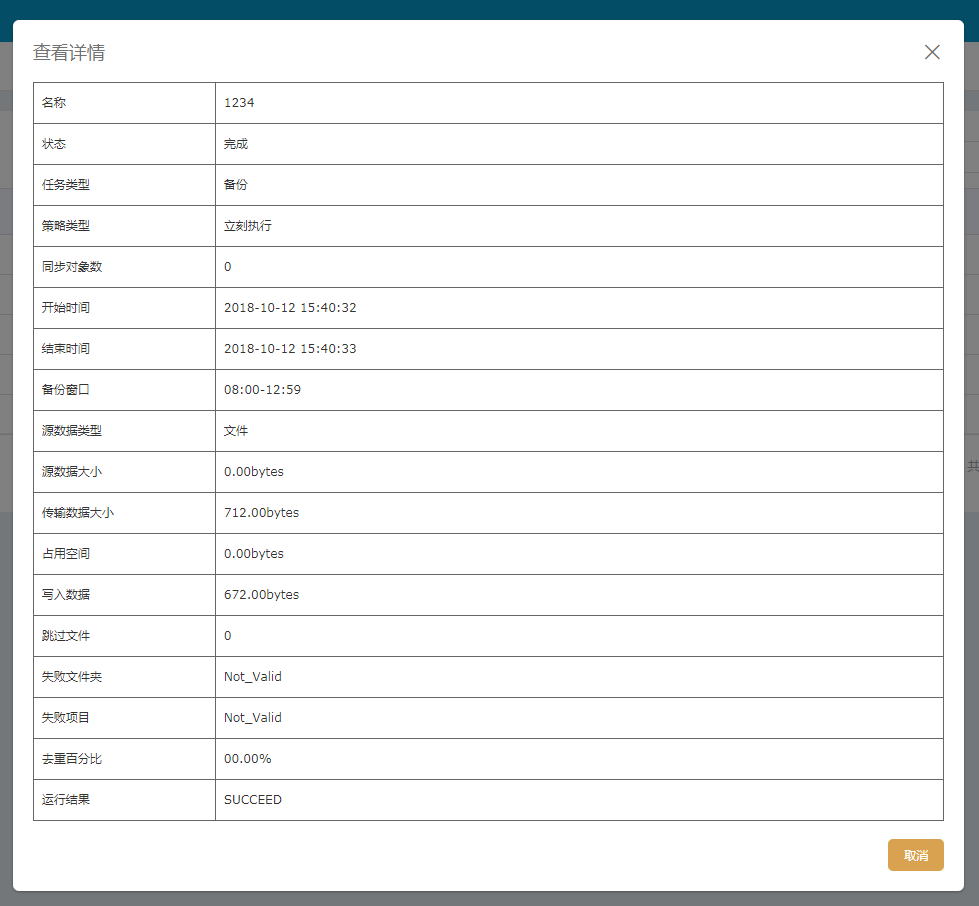 查看详情
名称 1234
状态 完成
任务类型 备份
策略类型 立刻执行
同步对象数 0
开始时间 2018-10-12 15:40:32
结束时间 2018-10-12 15:40:33
备份窗口 08:00-12:59
源数据类型 文件
源数据大小 0.00bytes
传输数据大小 712.00bytes
占用空间 0.00bytes
写入数据 672.00bytes
跳过文件 0
失败文件夹 Not_Valid
失败项目 Not_Valid
去重百分比 00.00%
运行结果 SUCCEED
共
取消